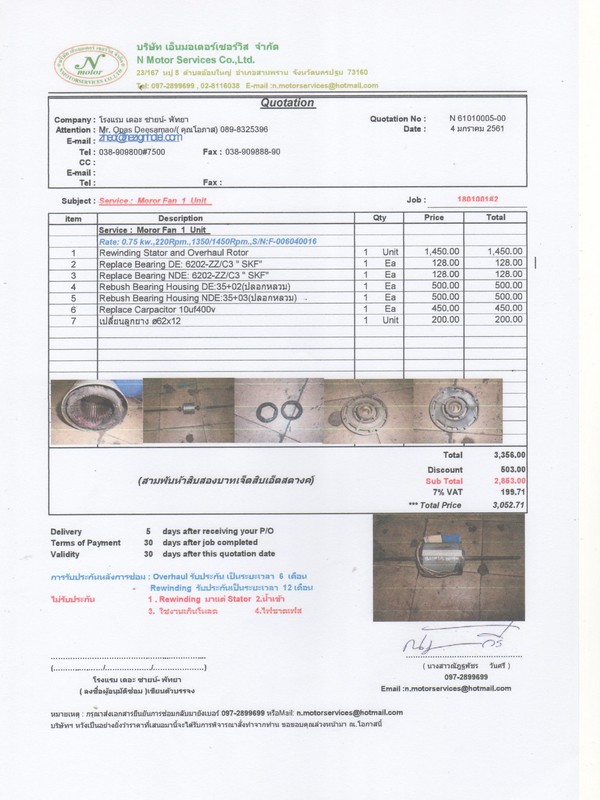 N
motor
N MOTOR SERVICES CO.,LTD.
บริษัท เอ็นมอเตอร์เซอร์วิส จำกัด
N Motor Services Co.,Ltd.
23/167 หมู่ 8 ตำบลอ้อมใหญ่ อำเภอสามพราน จังหวัดนครปฐม 73160
Tel: 097-2899699 , 02-8116038 E-mail :n.motorservices@hotmail.com
Quotation
Company : โรงแรม เดอะ ซายน์- พัทยา Quotation No : N 61010005-00
Attention : Mr. Opas Deesamao/( คุณโอภาส) 089-8325396 Date : 4 มกราคม 2561
E-mail :
Tel : 038-909800#7500 Fax : 038-909888-90
CC :
E-mail :
Tel : Fax :
Subject : Service : Moror Fan 1 Unit Job : 180100182
item Description Qty Price Total
Service : Moror Fan 1 Unit
Rate: 0.75 kw.,220Rpm.,1350/1450Rpm.,S/N:F-006040016
1 Rewinding Stator and Overhaul Rotor 1 Unit 1,450.00 1,450.00
2 Replace Bearing DE: 6202-ZZ/C3 " SKF" 1 Ea 128.00 128.00
3 Replace Bearing NDE: 6202-ZZ/C3 " SKF" 1 Ea 128.00 128.00
4 Rebush Bearing Housing DE:35+02(ปลอกหลวม) 1 Ea 500.00 500.00
5 Rebush Bearing Housing NDE:35+03(ปลอกหลวม) 1 Ea 500.00 500.00
6 Replace Carpacitor 10uf400v 1 Ea 450.00 450.00
7 เปลี่ยนลูกยาง ø62x12 1 Unit 200.00 200.00
Total 3,356.00
Discount 503.00
(สามพันห้าสิบสองบาทเจ็ดสิบเอ็ดสตางค์) Sub Total 2,853.00
7% VAT 199.71
*** Total Price 3,052.71
Delivery 5 days after receiving your P/O
Terms of Payment 30 days after job completed
Validity 30 days after this quotation date
การรับประกันหลังการซ่อม : Overhaul รับประกัน เป็นระยะเวลา 6 เดือน
Rewinding รับประกันเป็นระยะเวลา 12 เดือน
ไม่รับประกัน 1 . Rewinding มาแต่ Stator 2.น้ำเข้า
3. ใช้งานเกินโหลด 4.ไฟขาดเฟส
(............../................./................)
โรงแรม เดอะ ซายน์- พัทยา
( ลงชื่อผู้อนุมัติซ่อม )เขียนตัวบรรจง
( นางสาวณัฏฐพัชร วันศรี )
097-2899699
Email :n.motorservices@hotmail.com
หมายเหตุ : กรุณาส่งเอกสารยืนยันการซ่อมกลับมายังเบอร์ 097-2899699 หรือMail: n.motorservices@hotmail.com
บริษัทฯ หวังเป็นอย่างยิ่งว่าราคาที่เสนอมานี้จะได้รับการพิจารณาสั่งทำจากท่าน ขอขอบคุณล่วงหน้ามา ณ.โอกาสนี้